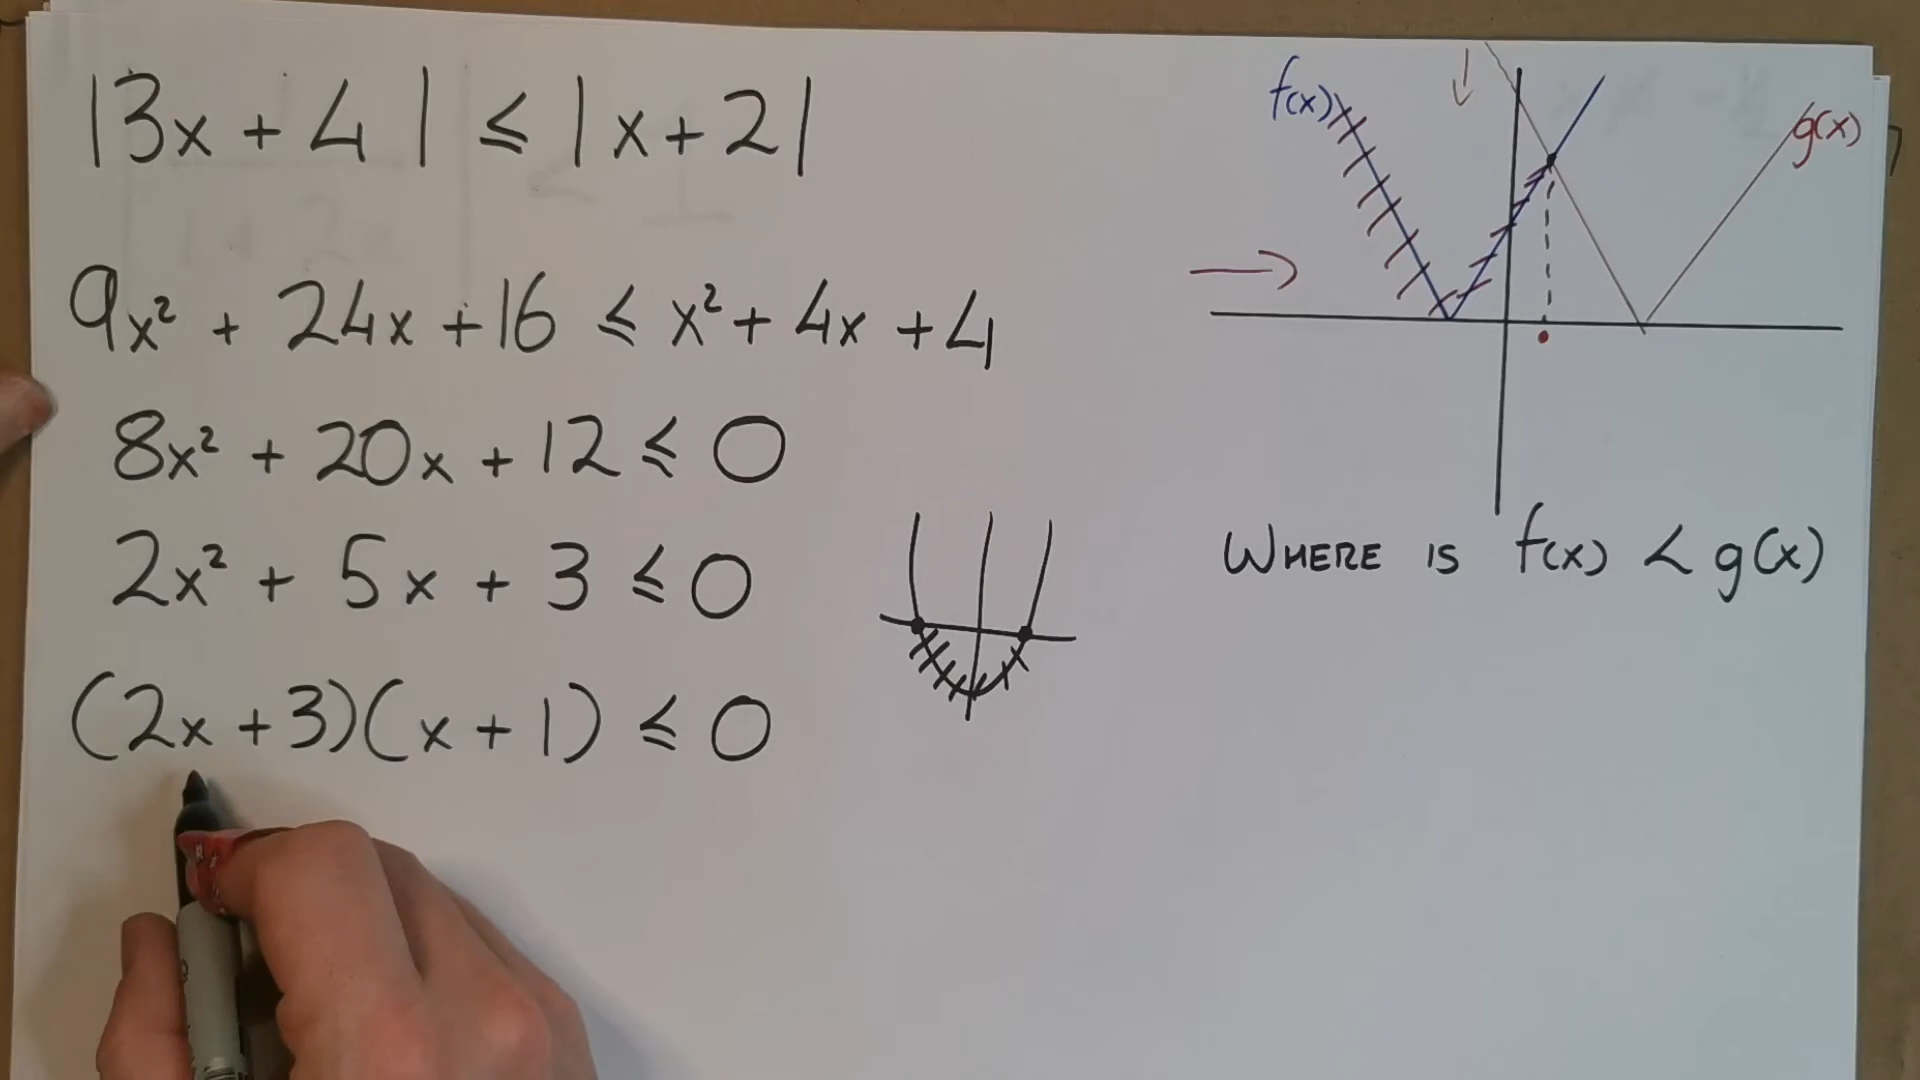 |3x + 4| ≤ |x + 2|
9x² + 24x + 16 ≤ x² + 4x + 4
8x² + 20x + 12 ≤ 0
2x² + 5x + 3 ≤ 0
(2x + 3)(x + 1) ≤ 0
f(x)
g(x)
WHERE IS f(x) < g(x)